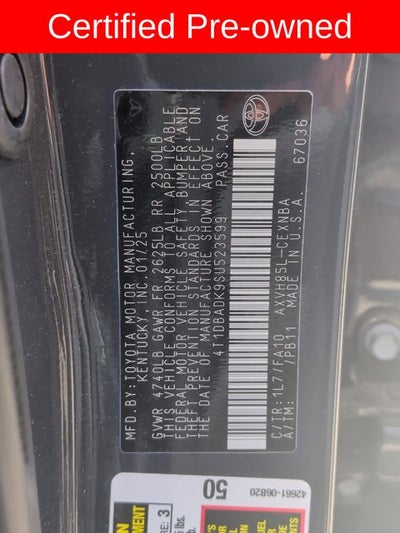 Certified Pre-owned
MFD.BY:TOYOTA MOTOR MANUFACTURING,
KENTUCKY, INC.01/25
GVWR 4740LB GAWR FR 2625LB RR 2500LB
THIS VEHICLE CONFORMS TO ALL APPLICABLE
FEDERAL MOTOR VEHICLE SAFETY, BUMPER, AND
THEFT PREVENTION STANDARDS IN EFFECT ON
THE DATE OF MANUFACTURE SHOWN ABOVE.
4T1DBADK9SU523599 PASS.CAR
C/TR:1L7/FA10 AXVH85L-CEXNBA
A/TM: /PB11 MADE IN U.S.A.
67036
42661-06820
50